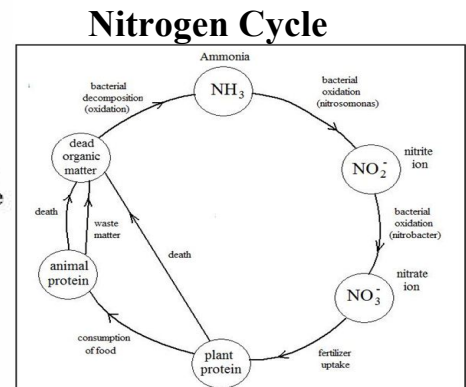 Nitrogen Cycle
Ammonia
NH3
bacterial
decomposition
(oxidation)
bacterial
oxidation
(nitrosomonas)
dead
organic
matter
nitrite
ion
NO2-
death
waste
matter
bacterial
oxidation
(nitrobacter)
death
animal
protein
nitrate
ion
NO3-
consumption
of food
plant
protein
fertilizer
uptake